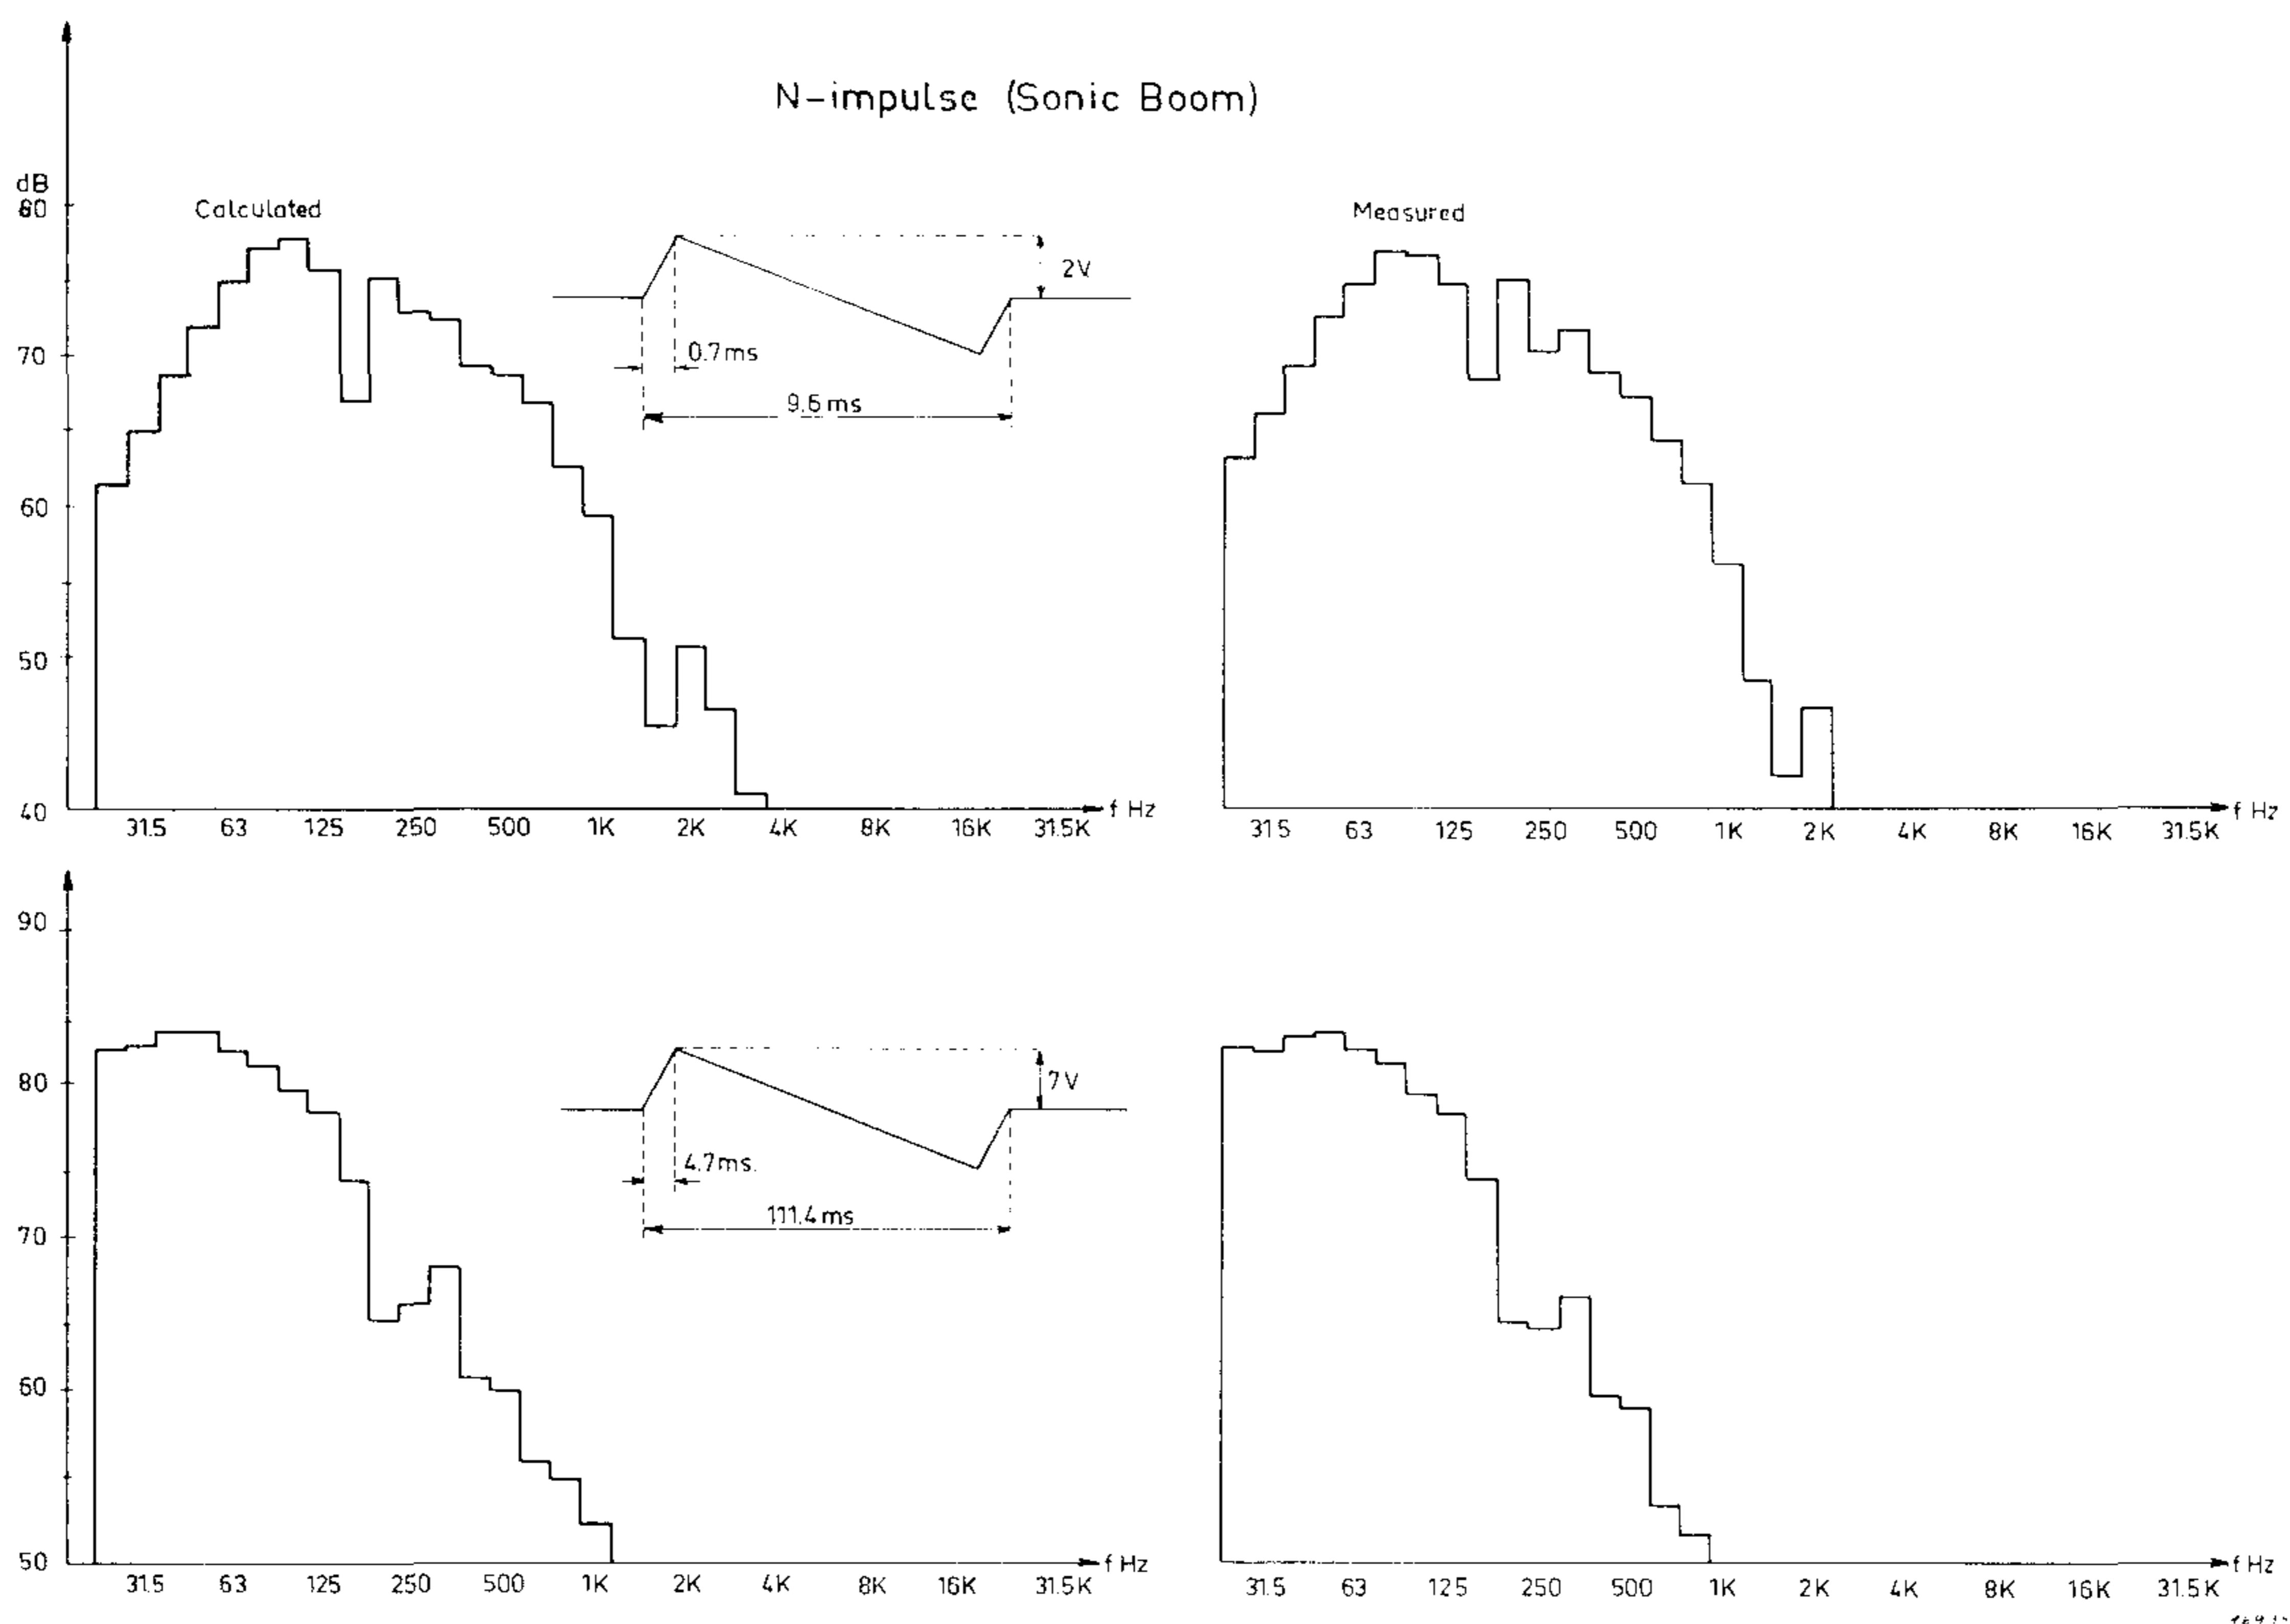 N-impulse (Sonic Boom)
dB
80
Calculated
Measured
2V
70
0.7ms
9.6ms
60
50
40
31.5 63 125 250 500 1K 2K 4K 8K 16K 31.5K f Hz
31.5 63 125 250 500 1K 2K 4K 8K 16K 31.5K f Hz
90
80
7V
4.7ms.
111.4ms
70
60
50
31.5 63 125 250 500 1K 2K 4K 8K 16K 31.5K f Hz
31.5 63 125 250 500 1K 2K 4K 8K 16K 31.5K f Hz